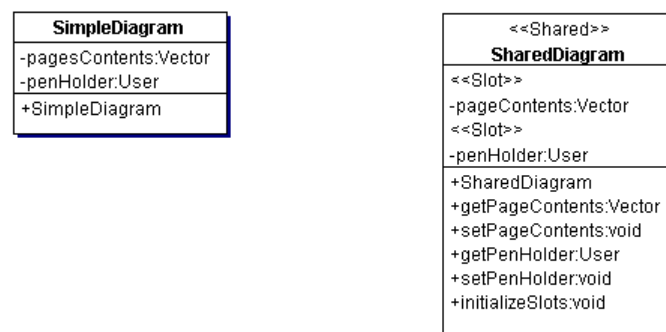 SimpleDiagram
-pagesContents:Vector
-penHolder:User
+SimpleDiagram
<<Shared>>
SharedDiagram
<<Slot>>
-pageContents:Vector
<<Slot>>
-penHolder:User
+SharedDiagram
+getPageContents:Vector
+setPageContents:void
+getPenHolder:User
+setPenHolder:void
+initializeSlots:void